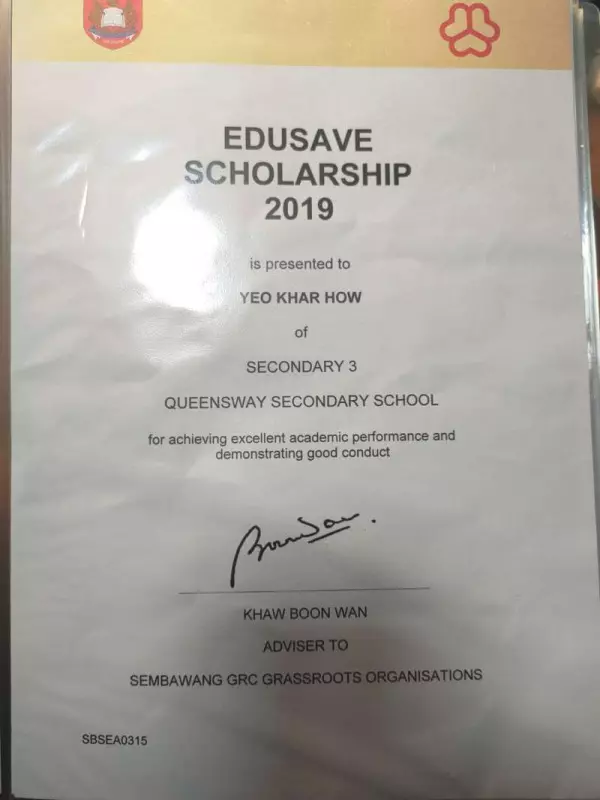 EDUSAVE
SCHOLARSHIP
2019
is presented to
YEO KHAR HOW
of
SECONDARY 3
QUEENSWAY SECONDARY SCHOOL
for achieving excellent academic performance and
demonstrating good conduct
KHAW BOON WAN
ADVISER TO
SEMBAWANG GRC GRASSROOTS ORGANISATIONS
SBSEA0315